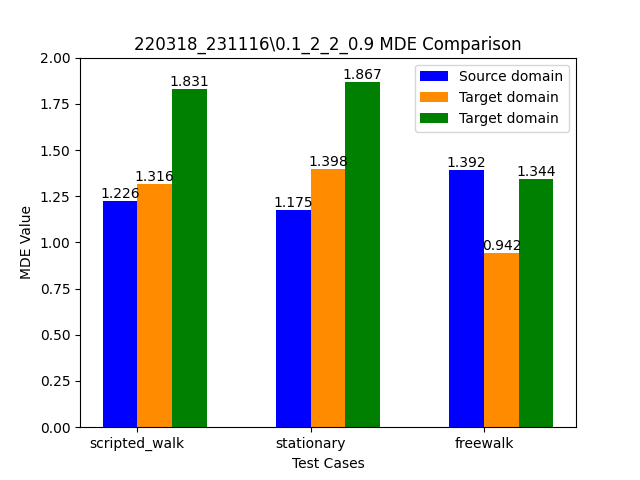 220318_231116\0.1_2_2_0.9 MDE Comparison
MDE Value
2.00
1.75
1.50
1.25
1.00
0.75
0.50
0.25
0.00
Source domain
Target domain
Target domain
1.226
1.316
1.831
1.175
1.398
1.867
1.392
0.942
1.344
scripted_walk
stationary
freewalk
Test Cases